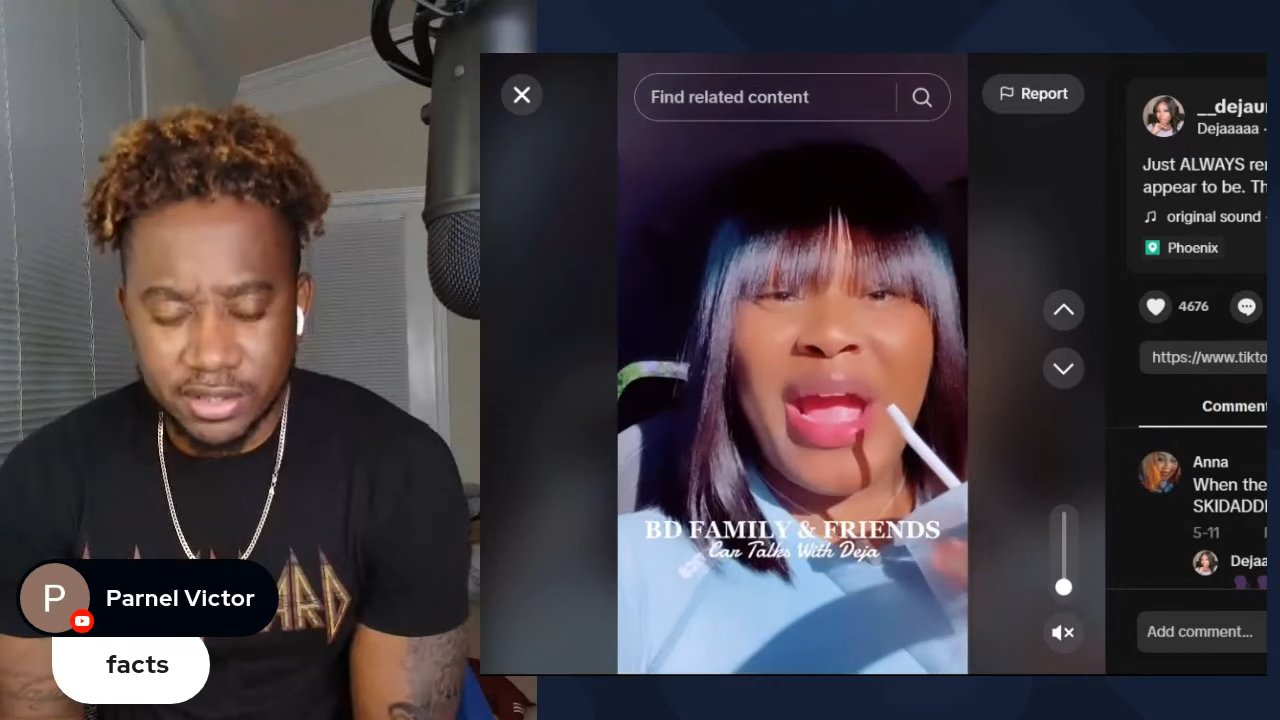 Find related content
Report
__dejau
Dejaaaaa
Just ALWAYS re
appear to be. Th
original sound
Phoenix
4676
https://www.tikto
Comment
Anna
When the
SKIDADD
5-11
Dejaa
BD FAMILY & FRIENDS
Car Talks With Deja
Add comment...
P
Parnel Victor
facts
ARD